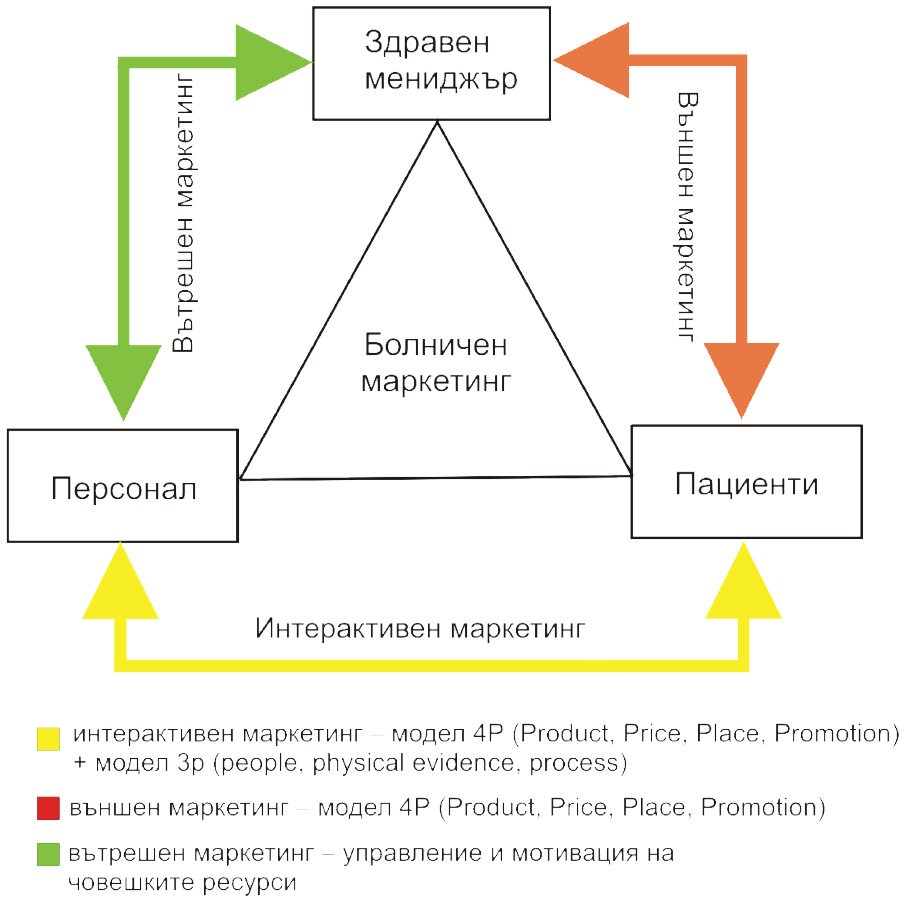 Здравен
мениджър
Вътрешен маркетинг
Външен маркетинг
Болничен
маркетинг
Персонал
Пациенти
Интерактивен маркетинг
интерактивен маркетинг – модел 4P (Product, Price, Place, Promotion)
+ модел 3p (people, physical evidence, process)
външен маркетинг – модел 4P (Product, Price, Place, Promotion)
вътрешен маркетинг – управление и мотивация на
човешките ресурси